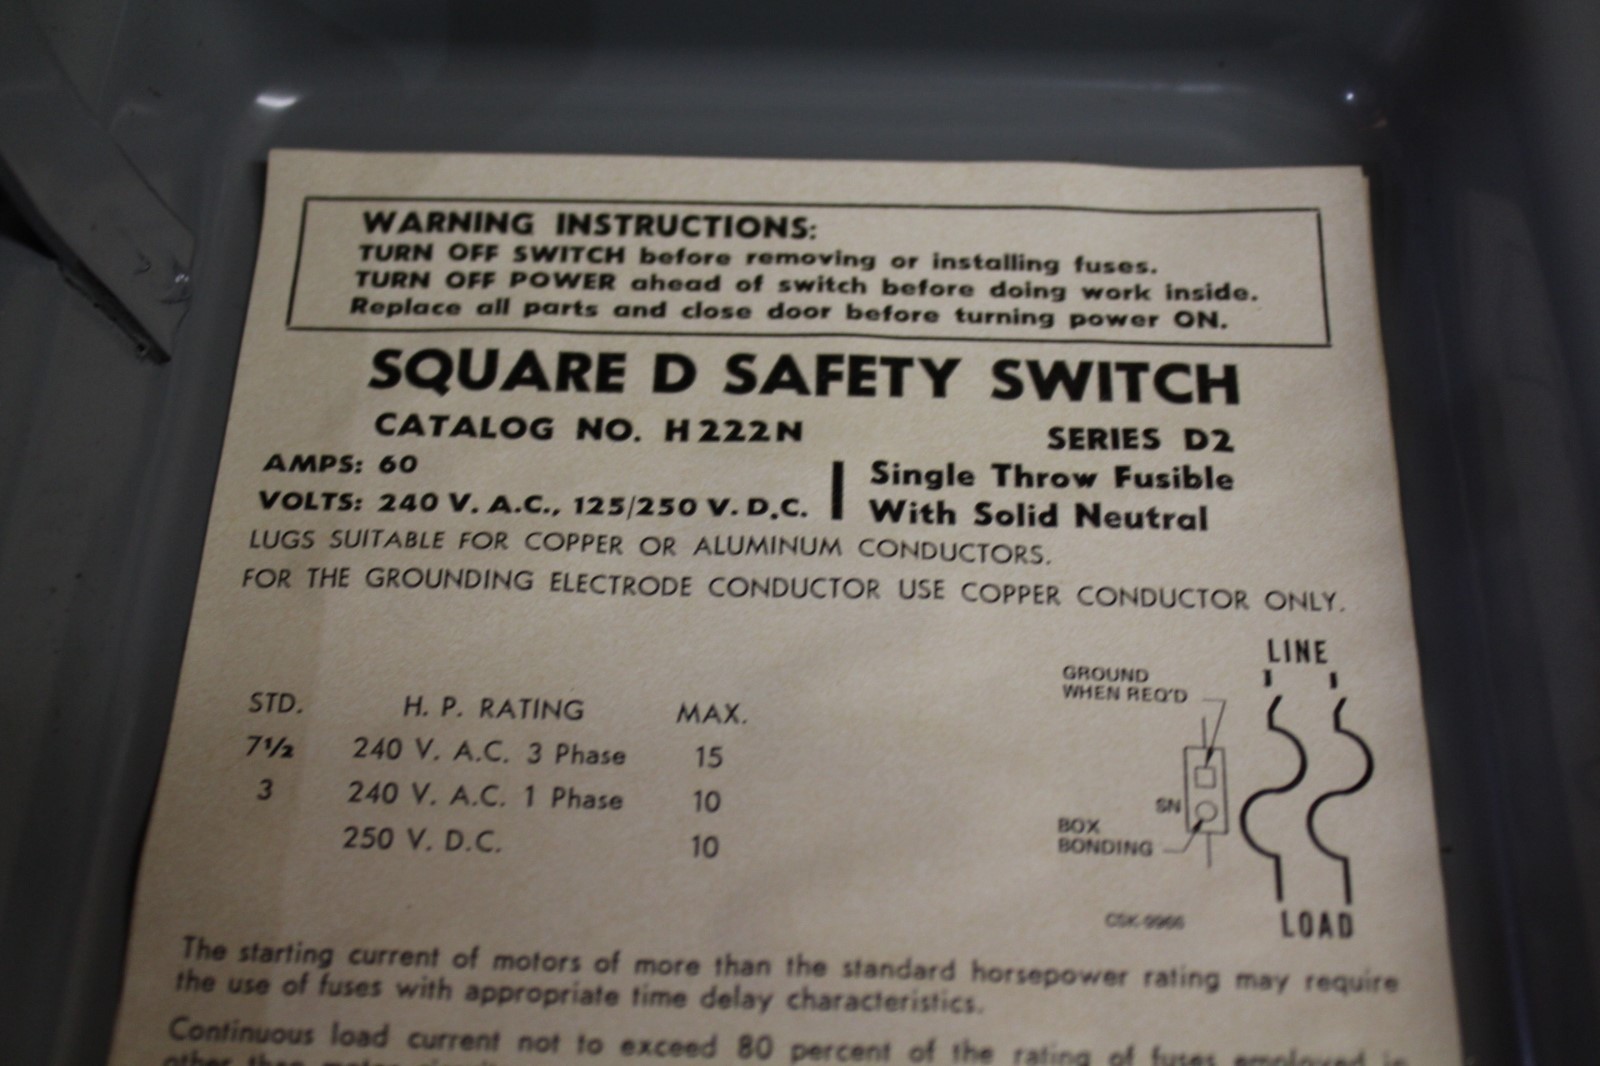 WARNING INSTRUCTIONS:
TURN OFF SWITCH before removing or installing fuses.
TURN OFF POWER ahead of switch before doing work inside.
Replace all parts and close door before turning power ON.
SQUARE D SAFETY SWITCH
CATALOG NO. H222N
SERIES D2
AMPS: 60
VOLTS: 240 V. A.C., 125/250 V. D.C.
Single Throw Fusible
With Solid Neutral
LUGS SUITABLE FOR COPPER OR ALUMINUM CONDUCTORS.
FOR THE GROUNDING ELECTRODE CONDUCTOR USE COPPER CONDUCTOR ONLY.
STD. H. P. RATING MAX.
7½ 240 V. A.C. 3 Phase 15
3 240 V. A.C. 1 Phase 10
250 V. D.C. 10
LINE
GROUND
WHEN REQ'D
SN
BOX
BONDING
LOAD
The starting current of motors of more than the standard horsepower rating may require
the use of fuses with appropriate time delay characteristics.
Continuous load current not to exceed 80 percent of the rating of fuses employed in
other than motor